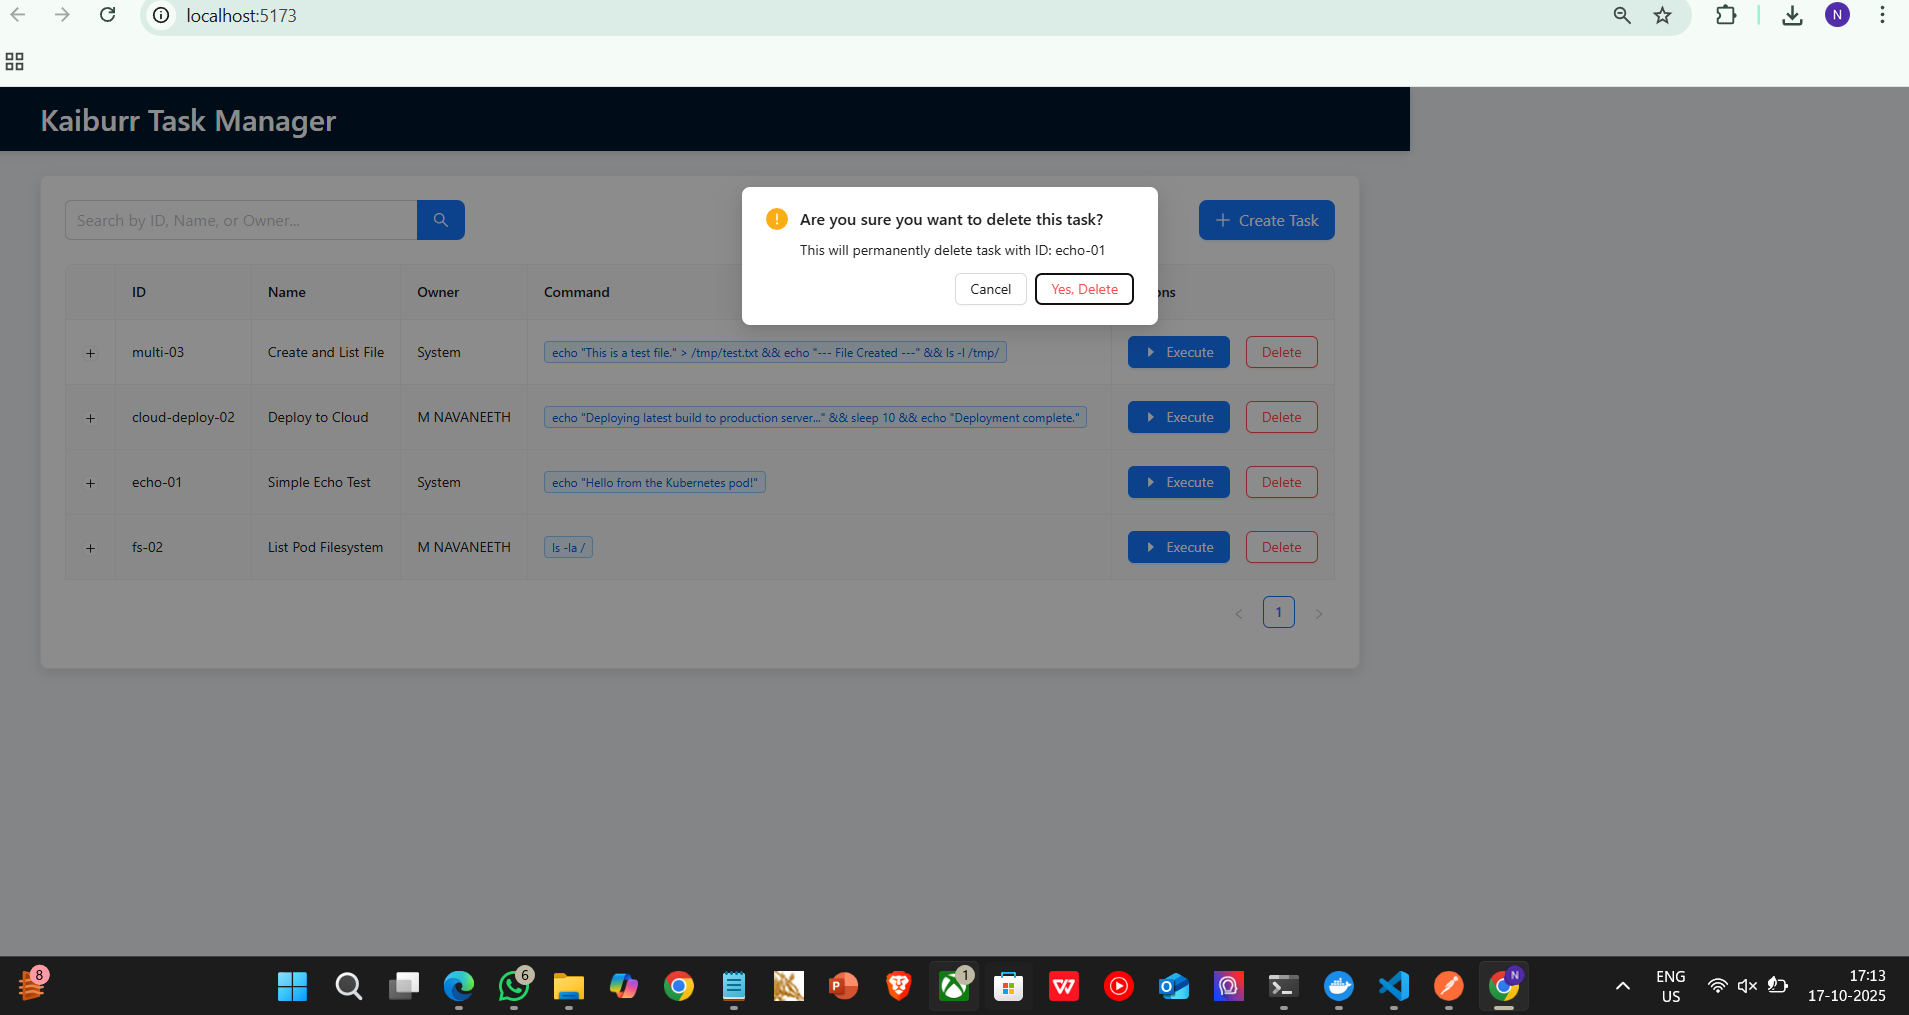 localhost:5173
N
Kaiburr Task Manager
Search by ID, Name, or Owner...
Create Task
Are you sure you want to delete this task?
This will permanently delete task with ID: echo-01
Cancel
Yes, Delete
ID Name Owner Command ons
multi-03 Create and List File System echo "This is a test file." > /tmp/test.txt && echo "--- File Created ---" && ls -l /tmp/ Execute Delete
cloud-deploy-02 Deploy to Cloud M NAVANEETH echo "Deploying latest build to production server..." && sleep 10 && echo "Deployment complete." Execute Delete
echo-01 Simple Echo Test System echo "Hello from the Kubernetes pod!" Execute Delete
fs-02 List Pod Filesystem M NAVANEETH ls -la / Execute Delete
< 1 >
8
6
P
1
W
O
N
ENG
US
17:13
17-10-2025